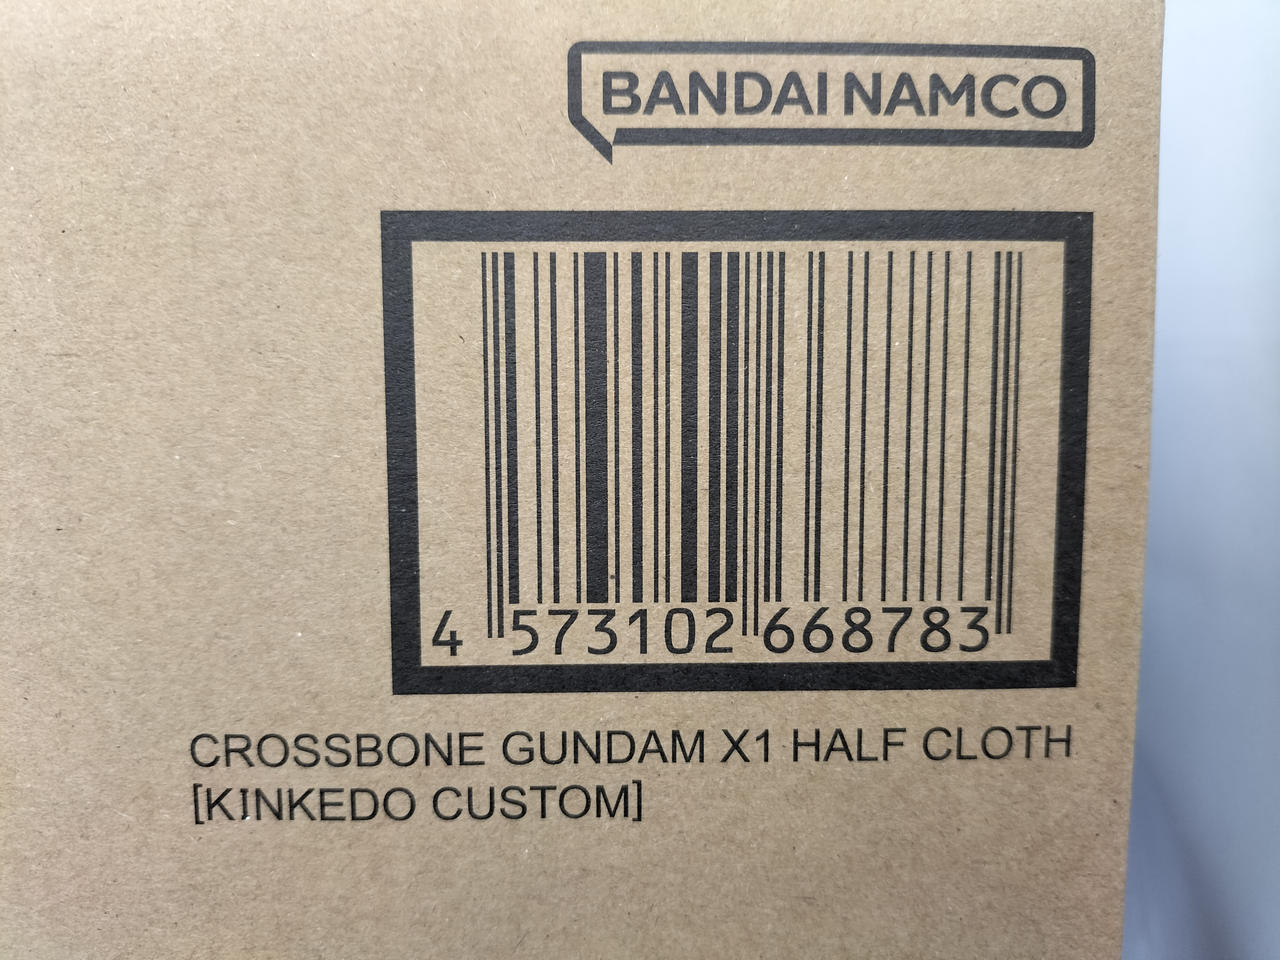 BANDAI NAMCO
4 573102 668783
CROSSBONE GUNDAM X1 HALF CLOTH
[KINKEDO CUSTOM]